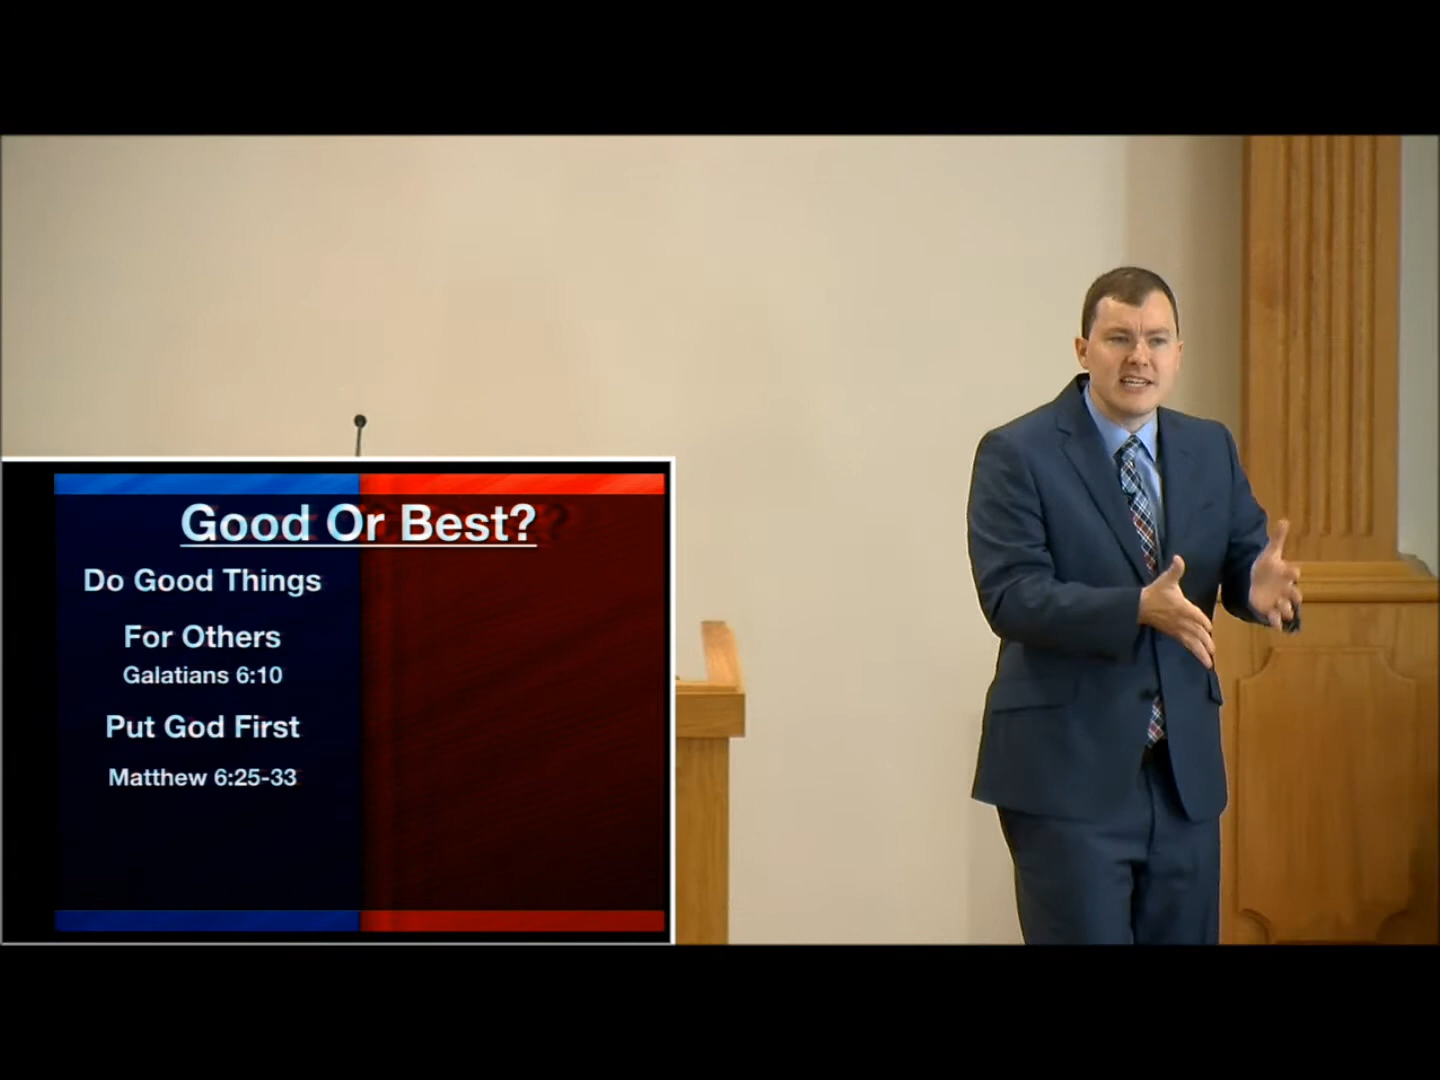 Good Or Best?
Do Good Things
For Others
Galatians 6:10
Put God First
Matthew 6:25-33